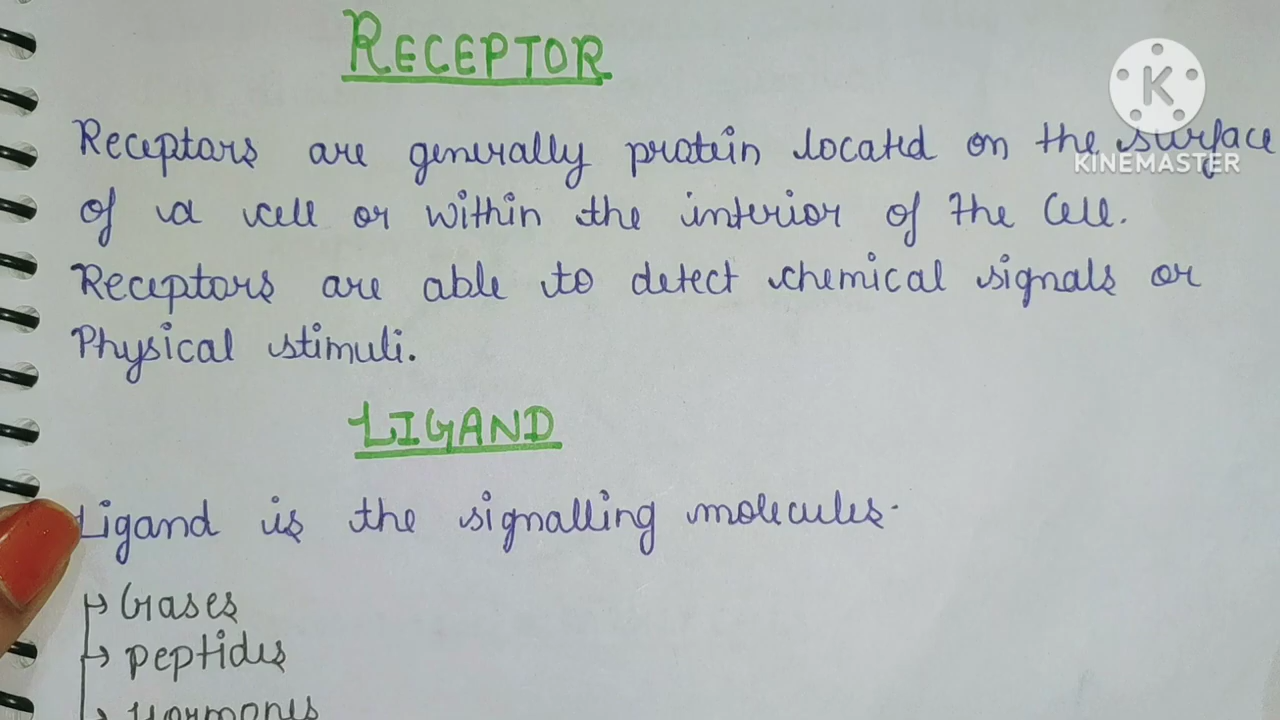 RECEPTOR
K
KINEMASTER
Receptors are generally protein located on the surface
of a cell or within the interior of the cell.
Receptors are able to detect chemical signals or
Physical stimuli.
LIGAND
Ligand is the signalling molecules.
Gases
peptides
Hormones